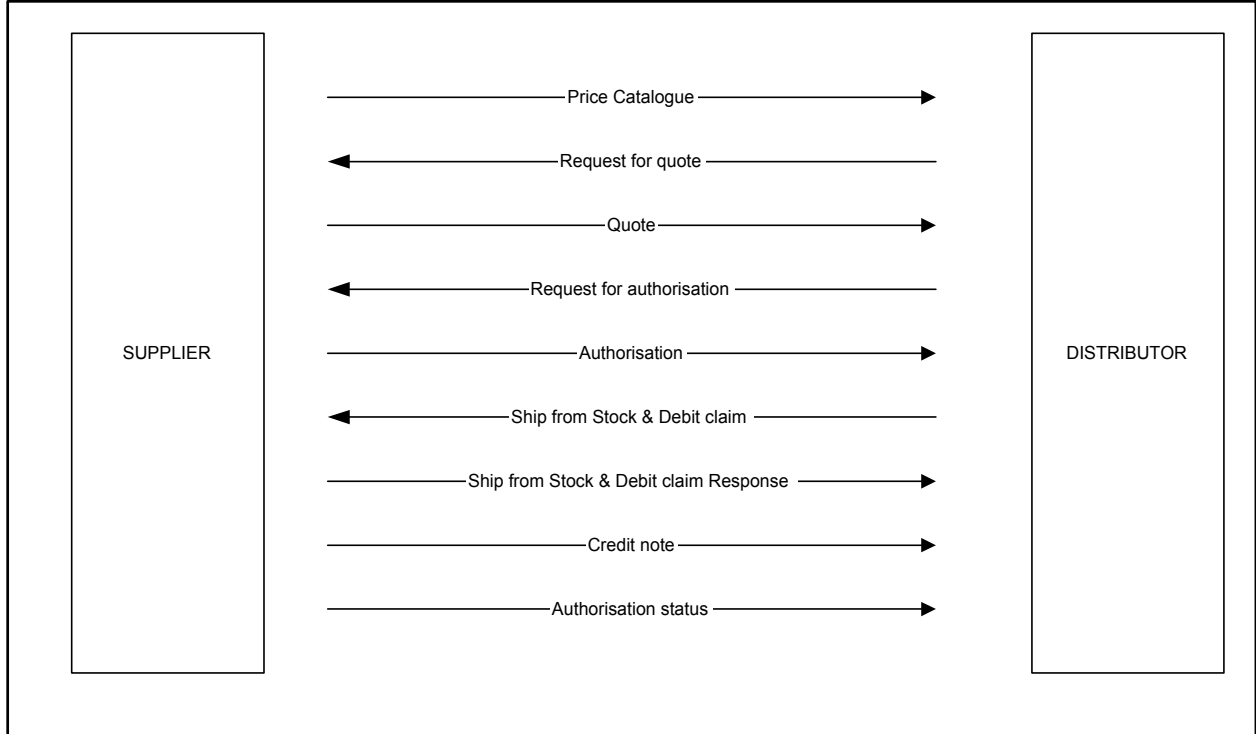 Price Catalogue
Request for quote
Quote
Request for authorisation
SUPPLIER
Authorisation
DISTRIBUTOR
Ship from Stock & Debit claim
Ship from Stock & Debit claim Response
Credit note
Authorisation status